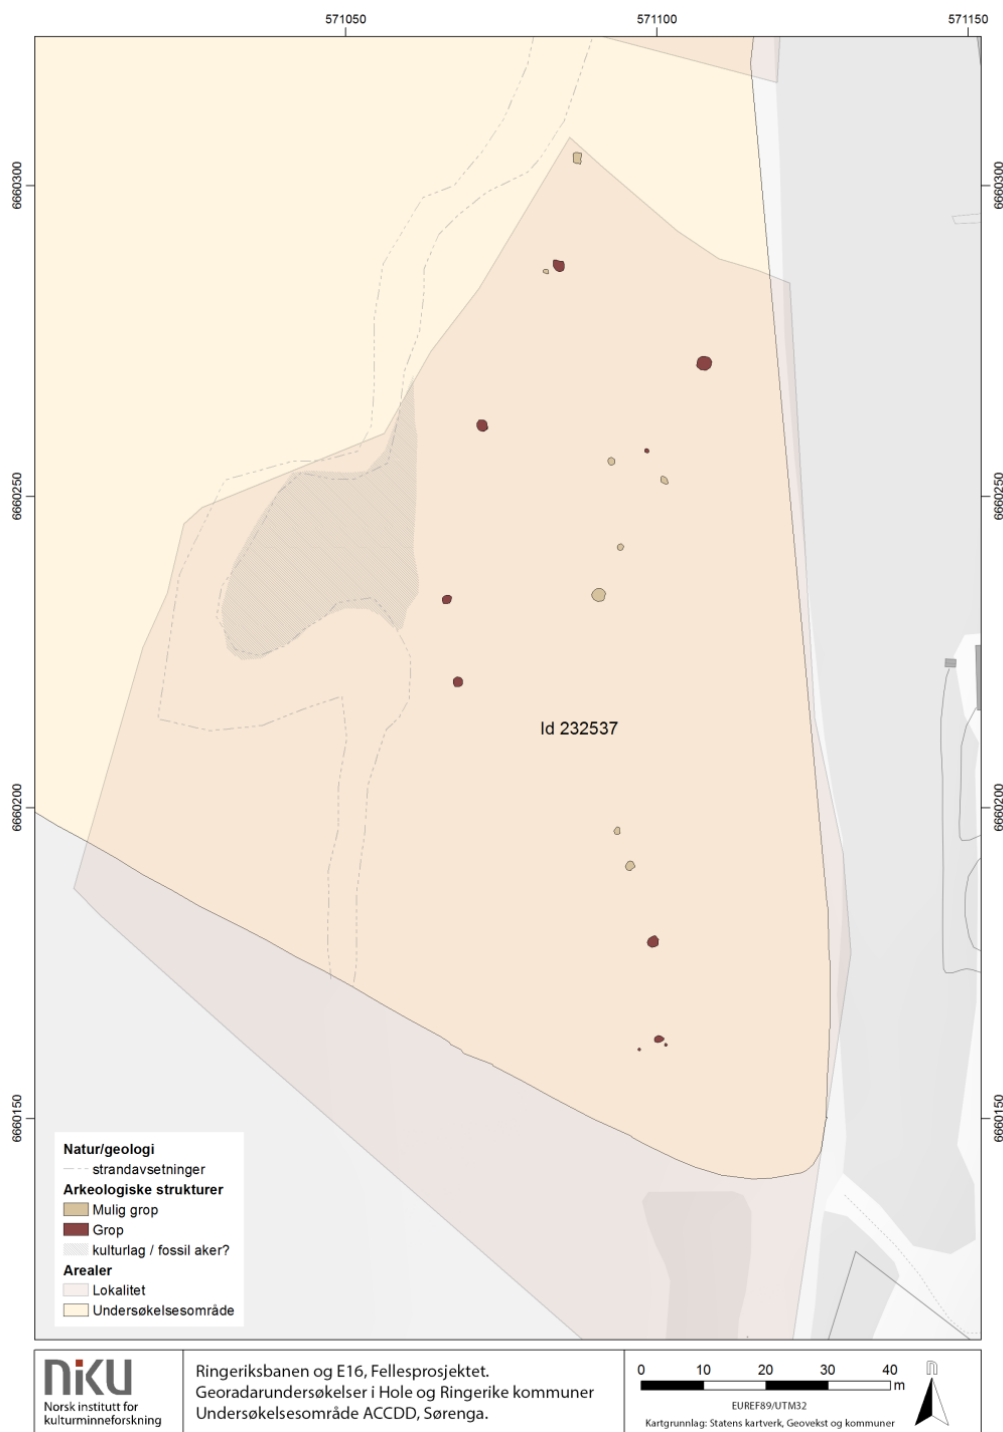 571050
571100
571150
6660300
6660300
6660250
6660250
Id 232537
6660200
6660200
6660150
6660150
Natur/geologi
strandavsetninger
Arkeologiske strukturer
Mulig grop
Grop
kulturlag / fossil aker?
Arealer
Lokalitet
Undersøkelsesområde
niku
Norsk institutt for
kulturminneforskning
Ringeriksbanen og E16, Fellesprosjektet.
Georadarundersøkelser i Hole og Ringerike kommuner
Undersøkelsesområde ACCDD, Sørenga.
0 10 20 30 40
m
EUREF89/UTM32
Kartgrunnlag: Statens kartverk, Geovekst og kommuner
n